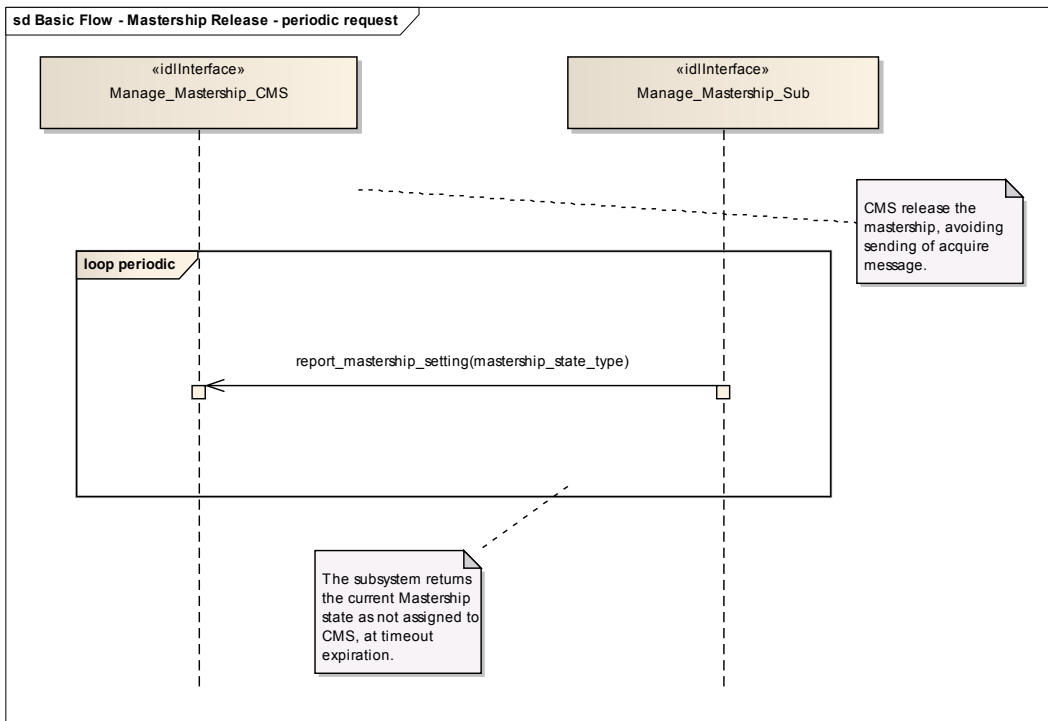 sd Basic Flow - Mastership Release - periodic request
«idlInterface»
Manage_Mastership_CMS
«idlInterface»
Manage_Mastership_Sub
CMS release the
mastership, avoiding
sending of acquire
message.
loop periodic
report_mastership_setting(mastership_state_type)
The subsystem returns
the current Mastership
state as not assigned to
CMS, at timeout
expiration.